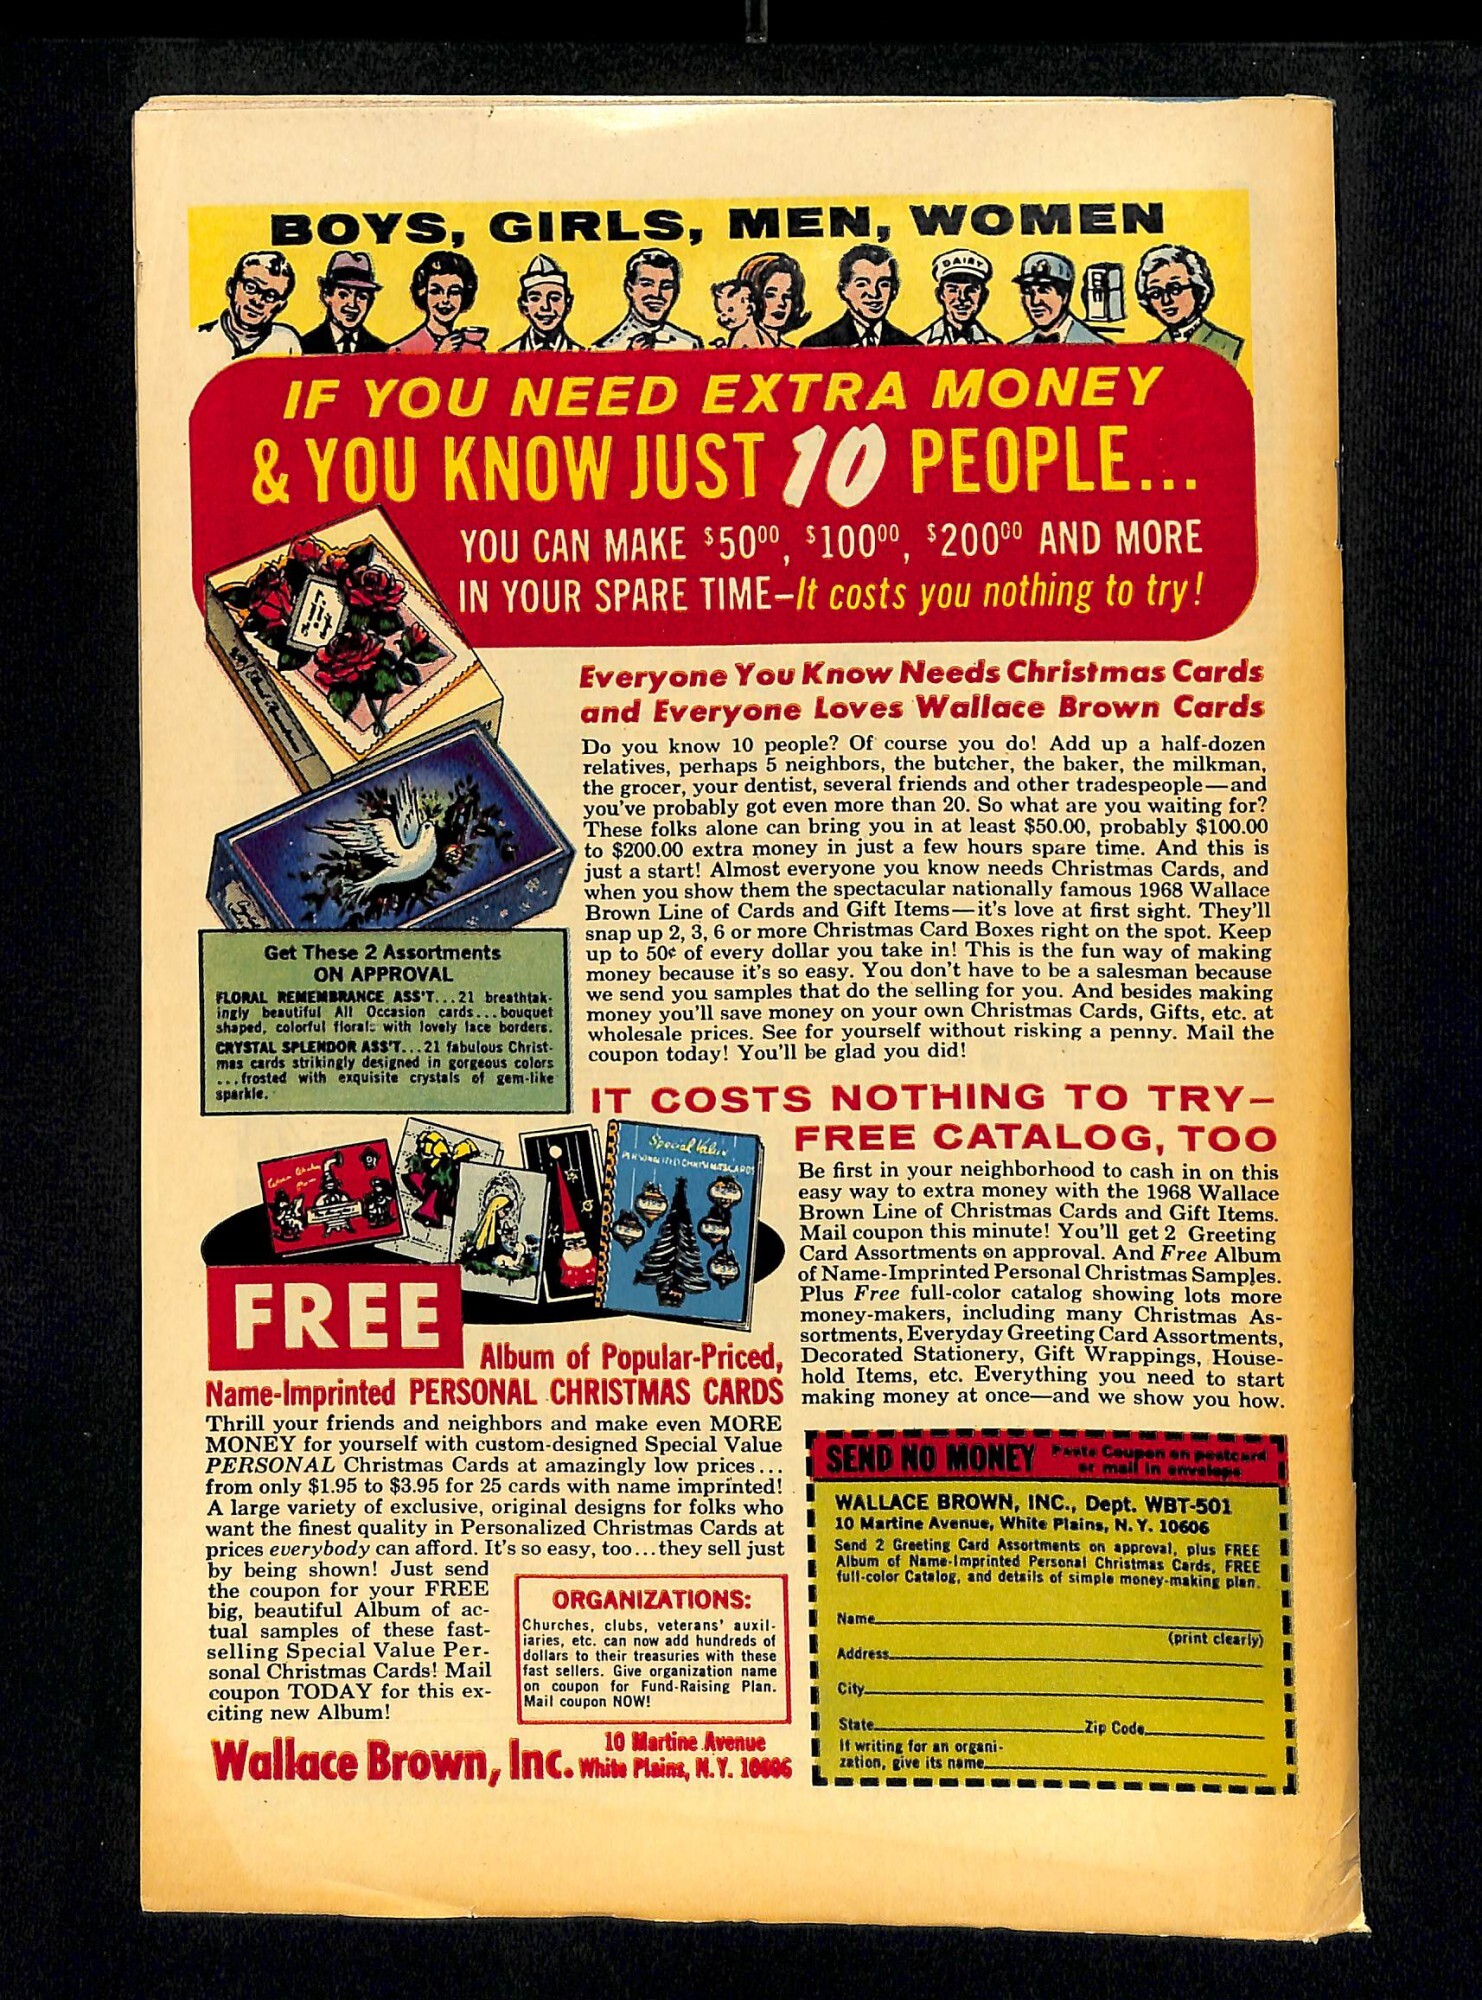 BOYS, GIRLS, MEN, WOMEN
DAIRY
IF YOU NEED EXTRA MONEY
& YOU KNOW JUST 10 PEOPLE...
YOU CAN MAKE $50⁰⁰, $100⁰⁰, $200⁰⁰ AND MORE
IN YOUR SPARE TIME–It costs you nothing to try!
Everyone You Know Needs Christmas Cards
and Everyone Loves Wallace Brown Cards
Do you know 10 people? Of course you do! Add up a half-dozen
relatives, perhaps 5 neighbors, the butcher, the baker, the milkman,
the grocer, your dentist, several friends and other tradespeople—and
you've probably got even more than 20. So what are you waiting for?
These folks alone can bring you in at least $50.00, probably $100.00
to $200.00 extra money in just a few hours spare time. And this is
just a start! Almost everyone you know needs Christmas Cards, and
when you show them the spectacular nationally famous 1968 Wallace
Brown Line of Cards and Gift Items—it's love at first sight. They'll
snap up 2, 3, 6 or more Christmas Card Boxes right on the spot. Keep
up to 50¢ of every dollar you take in! This is the fun way of making
money because it's so easy. You don't have to be a salesman because
we send you samples that do the selling for you. And besides making
money you'll save money on your own Christmas Cards, Gifts, etc. at
wholesale prices. See for yourself without risking a penny. Mail the
coupon today! You'll be glad you did!
Get These 2 Assortments
ON APPROVAL
FLORAL REMEMBRANCE ASS'T...21 breathtak-
ingly beautiful All Occasion cards...bouquet
shaped, colorful florals with lovely lace borders.
CRYSTAL SPLENDOR ASS'T...21 fabulous Christ-
mas cards strikingly designed in gorgeous colors
...frosted with exquisite crystals of gem-like
sparkle.
IT COSTS NOTHING TO TRY–
FREE CATALOG, TOO
Be first in your neighborhood to cash in on this
easy way to extra money with the 1968 Wallace
Brown Line of Christmas Cards and Gift Items.
Mail coupon this minute! You'll get 2 Greeting
Card Assortments on approval. And Free Album
of Name-Imprinted Personal Christmas Samples.
Plus Free full-color catalog showing lots more
money-makers, including many Christmas As-
sortments, Everyday Greeting Card Assortments,
Decorated Stationery, Gift Wrappings, House-
hold Items, etc. Everything you need to start
making money at once—and we show you how.
Special Value
PERSONALIZED CHRISTMAS CARDS
FREE
Album of Popular-Priced,
Name-Imprinted PERSONAL CHRISTMAS CARDS
Thrill your friends and neighbors and make even MORE
MONEY for yourself with custom-designed Special Value
PERSONAL Christmas Cards at amazingly low prices...
from only $1.95 to $3.95 for 25 cards with name imprinted!
A large variety of exclusive, original designs for folks who
want the finest quality in Personalized Christmas Cards at
prices everybody can afford. It's so easy, too...they sell just
by being shown! Just send
the coupon for your FREE
big, beautiful Album of ac-
tual samples of these fast-
selling Special Value Per-
sonal Christmas Cards! Mail
coupon TODAY for this ex-
citing new Album!
ORGANIZATIONS:
Churches, clubs, veterans' auxil-
iaries, etc. can now add hundreds of
dollars to their treasuries with these
fast sellers. Give organization name
on coupon for Fund-Raising Plan.
Mail coupon NOW!
Wallace Brown, Inc.
10 Martine Avenue
White Plains, N.Y. 10606
SEND NO MONEY
Paste Coupon on postcard
or mail in envelope
WALLACE BROWN, INC., Dept. WBT-501
10 Martine Avenue, White Plains, N.Y. 10606
Send 2 Greeting Card Assortments on approval, plus FREE
Album of Name-Imprinted Personal Christmas Cards, FREE
full-color Catalog, and details of simple money-making plan.
Name
(print clearly)
Address
City
State Zip Code
If writing for an organi-
zation, give its name